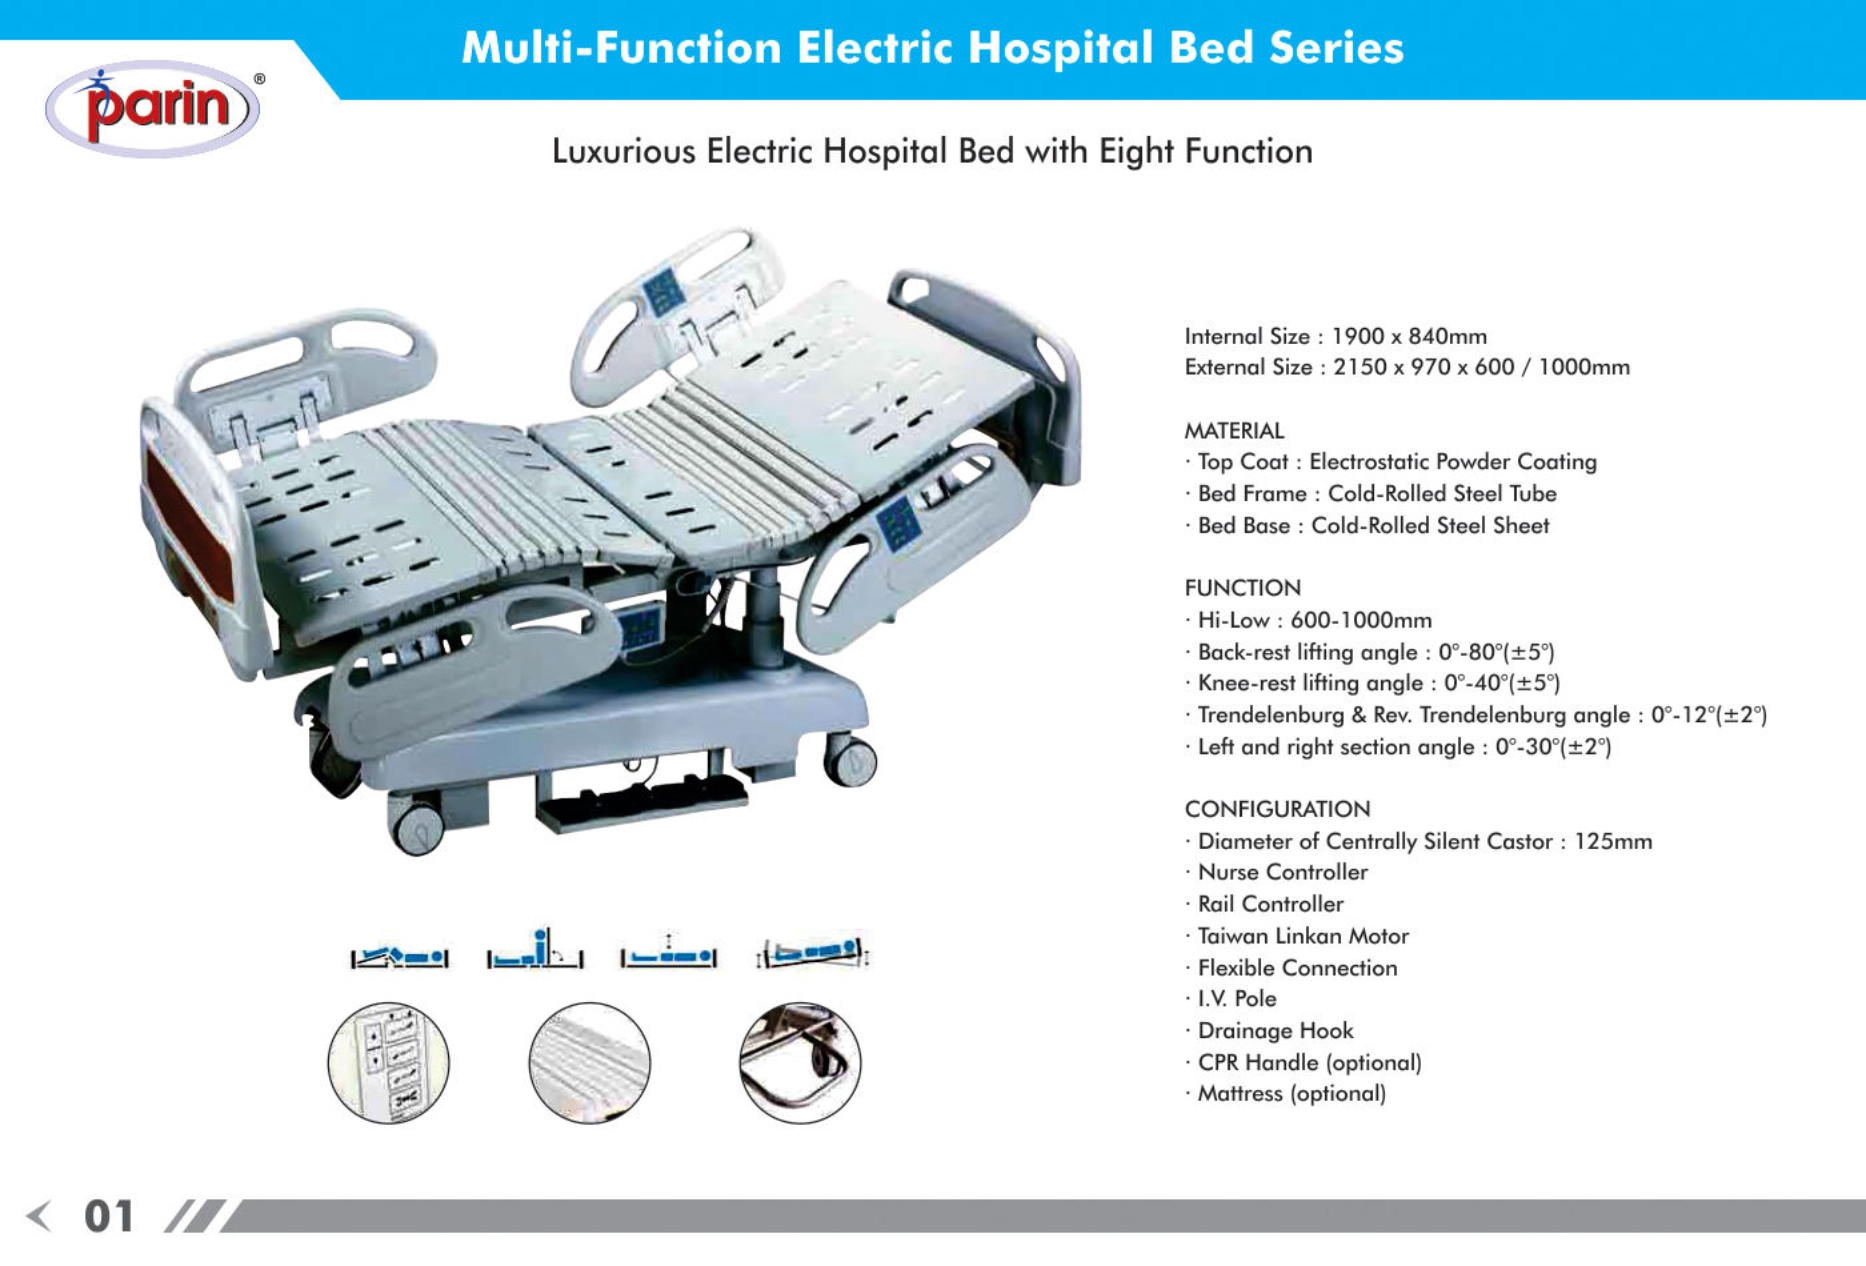 Multi-Function Electric Hospital Bed Series
parin ®
Luxurious Electric Hospital Bed with Eight Function
Internal Size : 1900 x 840mm
External Size : 2150 x 970 x 600 / 1000mm
MATERIAL
· Top Coat : Electrostatic Powder Coating
· Bed Frame : Cold-Rolled Steel Tube
· Bed Base : Cold-Rolled Steel Sheet
FUNCTION
· Hi-Low : 600-1000mm
· Back-rest lifting angle : 0°-80°(±5°)
· Knee-rest lifting angle : 0°-40°(±5°)
· Trendelenburg & Rev. Trendelenburg angle : 0°-12°(±2°)
· Left and right section angle : 0°-30°(±2°)
CONFIGURATION
· Diameter of Centrally Silent Castor : 125mm
· Nurse Controller
· Rail Controller
· Taiwan Linkan Motor
· Flexible Connection
· I.V. Pole
· Drainage Hook
· CPR Handle (optional)
· Mattress (optional)
01